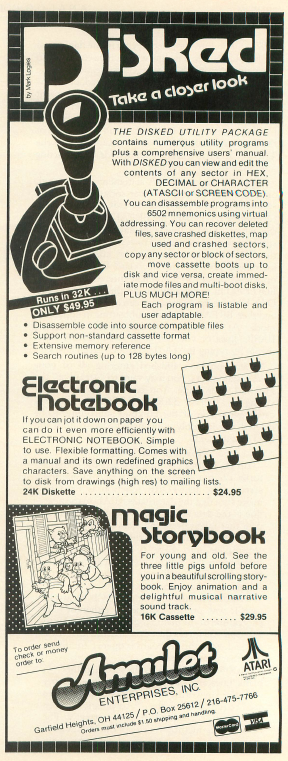 by Mark Logais
Disked
Take a closer look
THE DISKED UTILITY PACKAGE
contains numerous utility programs
plus a comprehensive users' manual.
With DISKED you can view and edit the
contents of any sector in HEX,
DECIMAL or CHARACTER
(ATASCII or SCREEN CODE).
You can disassemble programs into
6502 mnemonics using virtual
addressing. You can recover deleted
files, save crashed diskettes, map
used and crashed sectors,
copy any sector or block of sectors,
move cassette boots up to
disk and vice versa, create immed-
iate mode files and multi-boot disks.
PLUS MUCH MORE!
Each program is listable and
user adaptable.
Runs in 32K ...
ONLY $49.95
• Disassemble code into source compatible files
• Support non-standard cassette format
• Extensive memory reference
• Search routines (up to 128 bytes long)
Electronic
Notebook
If you can jot it down on paper you
can do it even more efficiently with
ELECTRONIC NOTEBOOK. Simple
to use. Flexible formatting. Comes with
a manual and its own redefined graphics
characters. Save anything on the screen
to disk from drawings (high res) to mailing lists.
24K Diskette ............................ $24.95
magic
Storybook
For young and old. See the
three little pigs unfold before
you in a beautiful scrolling story-
book. Enjoy animation and a
delightful musical narrative
sound track.
16K Cassette ........ $29.95
To order send
check or money
order to:
Amulet
ENTERPRISES, INC.
ATARI
Garfield Heights, OH 44125 / P.O. Box 25612 / 216-475-7766
Orders must include $1.50 shipping and handling.
MasterCard
VISA